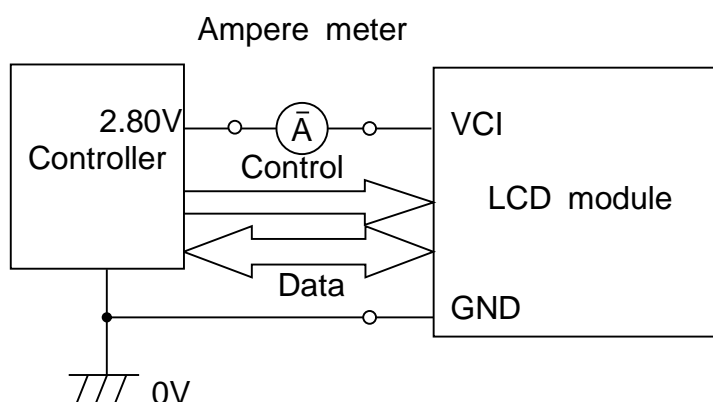 Ampere meter
2.80V
Controller
Ā
VCI
Control
LCD module
Data
GND
0V